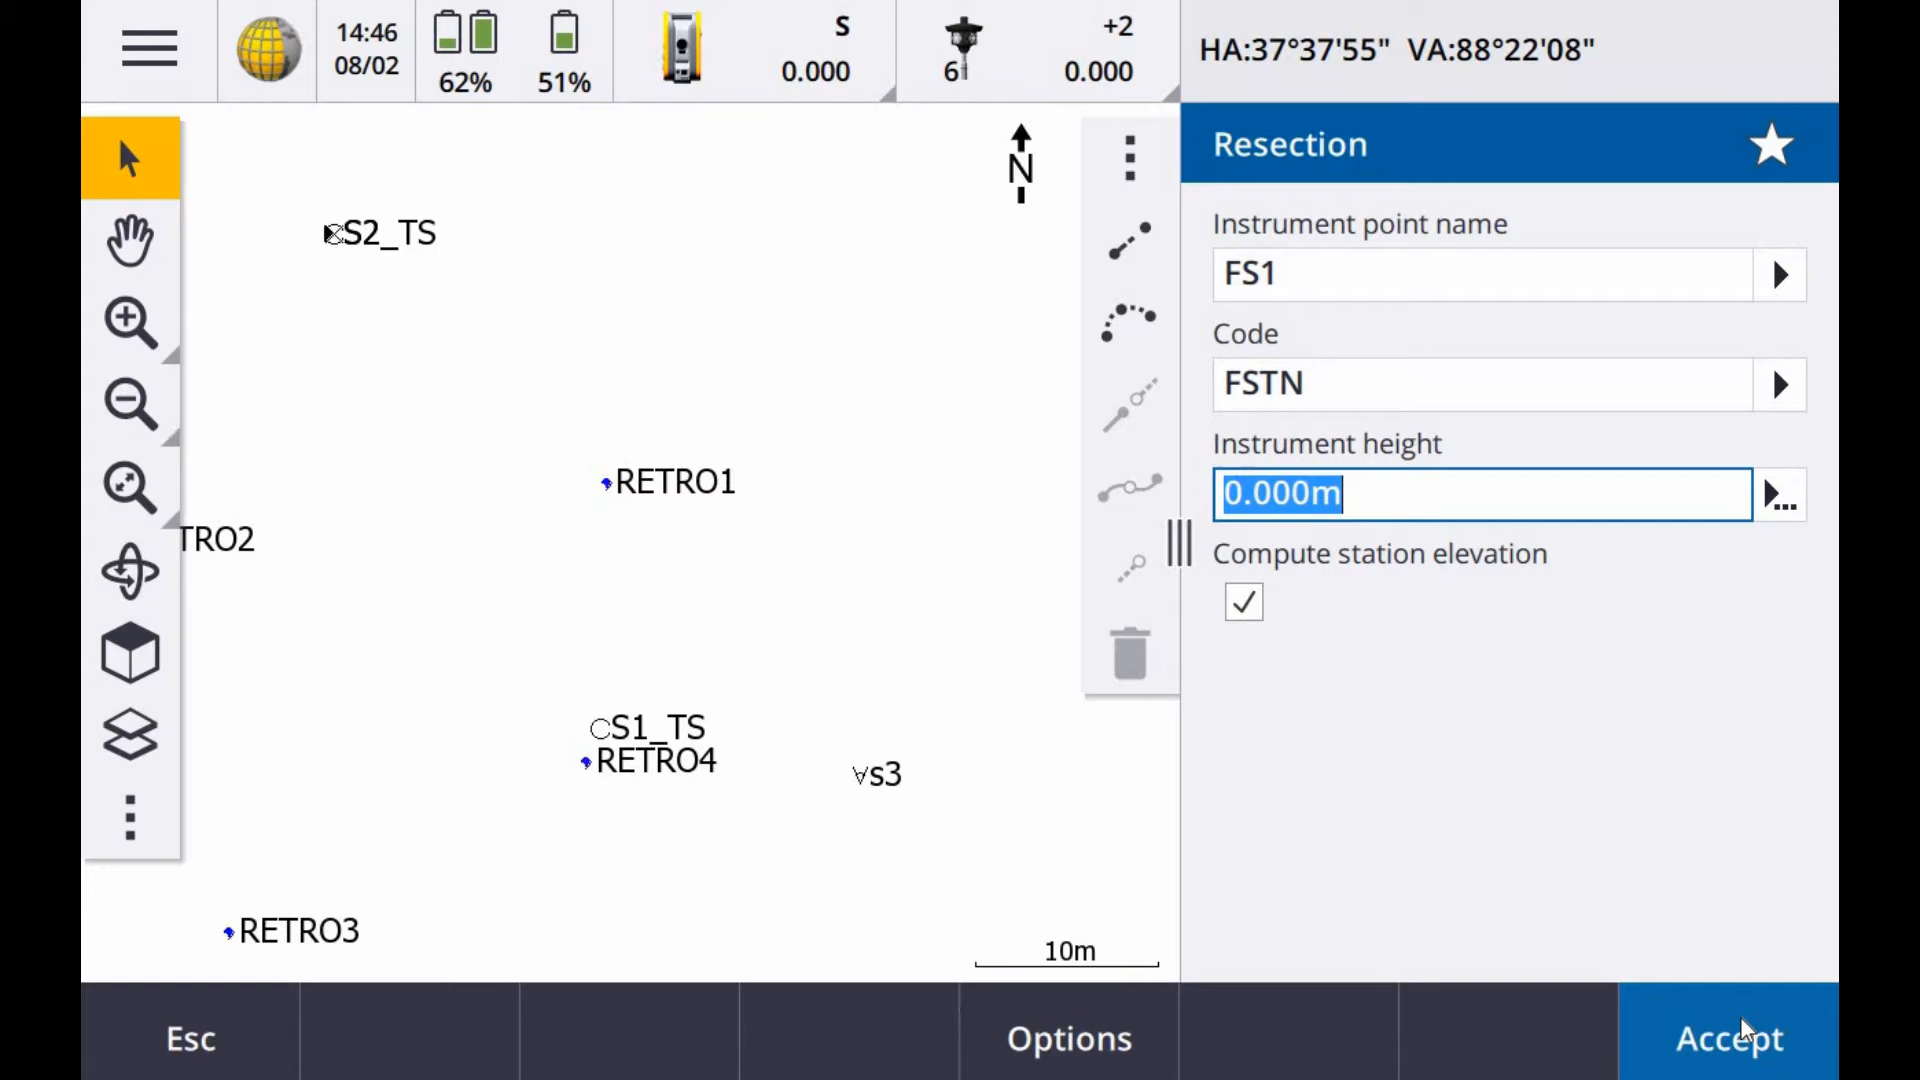 14:46
08/02
62%
51%
S
0.000
6
+2
0.000
HA:37°37'55" VA:88°22'08"
Resection
N
S2_TS
Instrument point name
FS1
Code
FSTN
Instrument height
0.000m
RETRO1
TRO2
Compute station elevation
S1_TS
RETRO4
s3
RETRO3
10m
Esc
Options
Accept